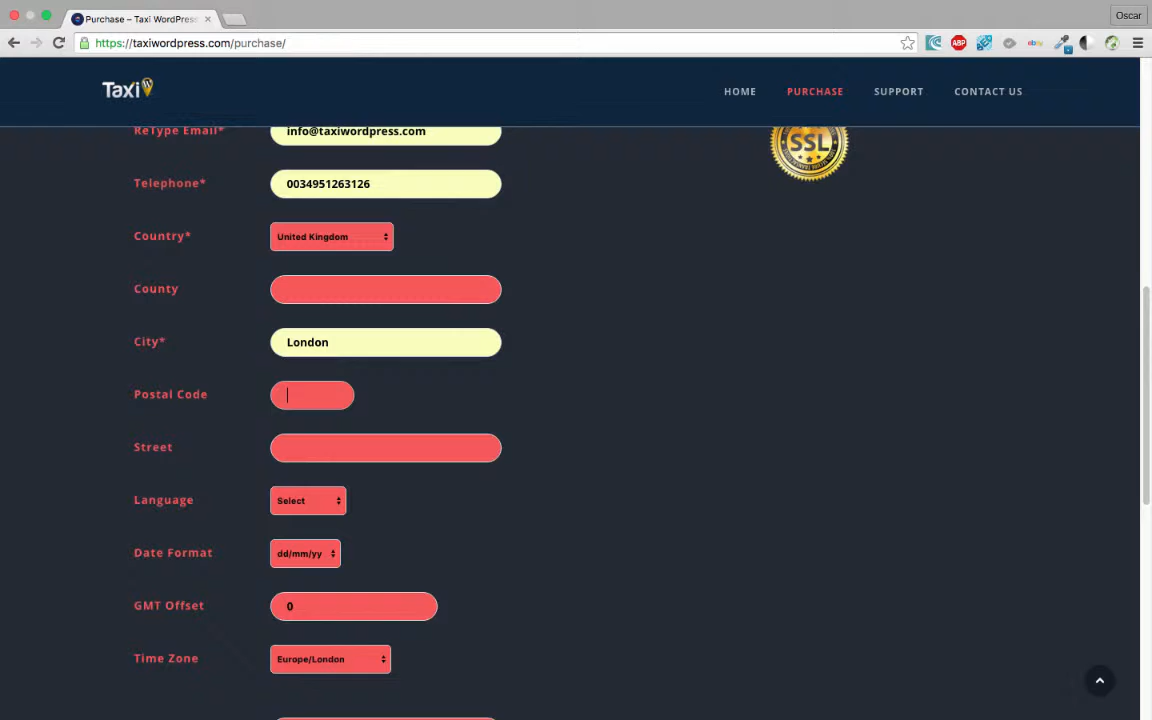 Purchase – Taxi WordPress
Oscar
https://taxiwordpress.com/purchase/
ABP
ebay
Taxi
HOME
PURCHASE
SUPPORT
CONTACT US
ReType Email*
info@taxiwordpress.com
SSL
Telephone*
0034951263126
Country*
United Kingdom
County
City*
London
Postal Code
Street
Language
Select
Date Format
dd/mm/yy
GMT Offset
0
Time Zone
Europe/London